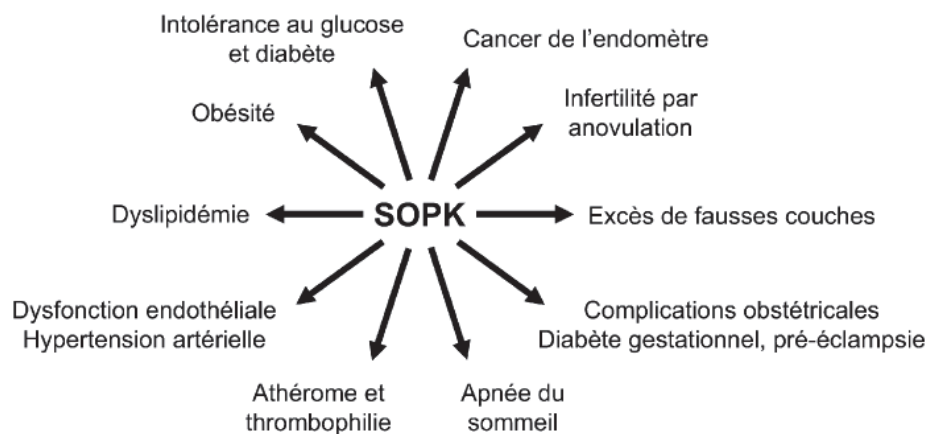 Intolérance au glucose
et diabète
Cancer de l'endomètre
Obésité
Infertilité par
anovulation
Dyslipidémie
SOPK
Excès de fausses couches
Dysfonction endothéliale
Hypertension artérielle
Complications obstétricales
Diabète gestationnel, pré-éclampsie
Athérome et
thrombophilie
Apnée du
sommeil